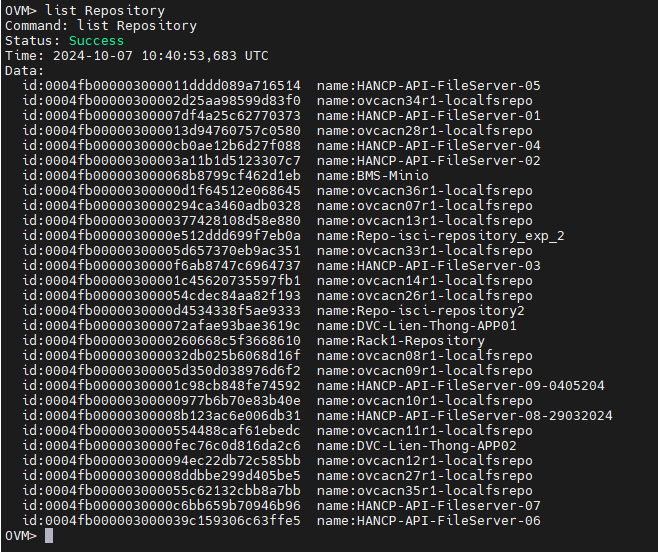 OVM> list Repository
Command: list Repository
Status: Success
Time: 2024-10-07 10:40:53,683 UTC
Data:
id:0004fb000003000011dddd089a716514 name:HANCP-API-FileServer-05
id:0004fb00000300002d25aa98599d83f0 name:ovcacn34r1-localfsrepo
id:0004fb00000300007df4a25c62770373 name:HANCP-API-FileServer-01
id:0004fb000003000013d94760757c0580 name:ovcacn28r1-localfsrepo
id:0004fb0000030000cb0ae12b6d27f088 name:HANCP-API-FileServer-04
id:0004fb00000300003a11b1d5123307c7 name:HANCP-API-FileServer-02
id:0004fb000003000068b8799cf462d1eb name:BMS-Minio
id:0004fb00000300000d1f64512e068645 name:ovcacn36r1-localfsrepo
id:0004fb0000030000294ca3460adb0328 name:ovcacn07r1-localfsrepo
id:0004fb0000030000377428108d58e880 name:ovcacn13r1-localfsrepo
id:0004fb0000030000e512ddd699f7eb0a name:Repo-isci-repository_exp_2
id:0004fb00000300005d657370eb9ac351 name:ovcacn33r1-localfsrepo
id:0004fb0000030000f6ab8747c6964737 name:HANCP-API-FileServer-03
id:0004fb00000300001c45620735597fb1 name:ovcacn14r1-localfsrepo
id:0004fb000003000054cdec84aa82f193 name:ovcacn26r1-localfsrepo
id:0004fb0000030000d4534338f5ae9333 name:Repo-isci-repository2
id:0004fb000003000072afae93bae3619c name:DVC-Lien-Thong-APP01
id:0004fb0000030000260668c5f3668610 name:Rack1-Repository
id:0004fb000003000032db025b6068d16f name:ovcacn08r1-localfsrepo
id:0004fb00000300005d350d038976d6f2 name:ovcacn09r1-localfsrepo
id:0004fb00000300001c98cb848fe74592 name:HANCP-API-FileServer-09-0405204
id:0004fb00000300000977b6b70e83b40e name:ovcacn10r1-localfsrepo
id:0004fb00000300008b123ac6e006db31 name:HANCP-API-FileServer-08-29032024
id:0004fb0000030000554488caf61ebedc name:ovcacn11r1-localfsrepo
id:0004fb00000300000fec76c0d816da2c6 name:DVC-Lien-Thong-APP02
id:0004fb000003000094ec22db72c585bb name:ovcacn12r1-localfsrepo
id:0004fb00000300008ddbbe299d405be5 name:ovcacn27r1-localfsrepo
id:0004fb000003000055c62132cbb8a7bb name:ovcacn35r1-localfsrepo
id:0004fb0000030000c6bb659b70946b96 name:HANCP-API-Fileserver-07
id:0004fb000003000039c159306c63ffe5 name:HANCP-API-FileServer-06
OVM>